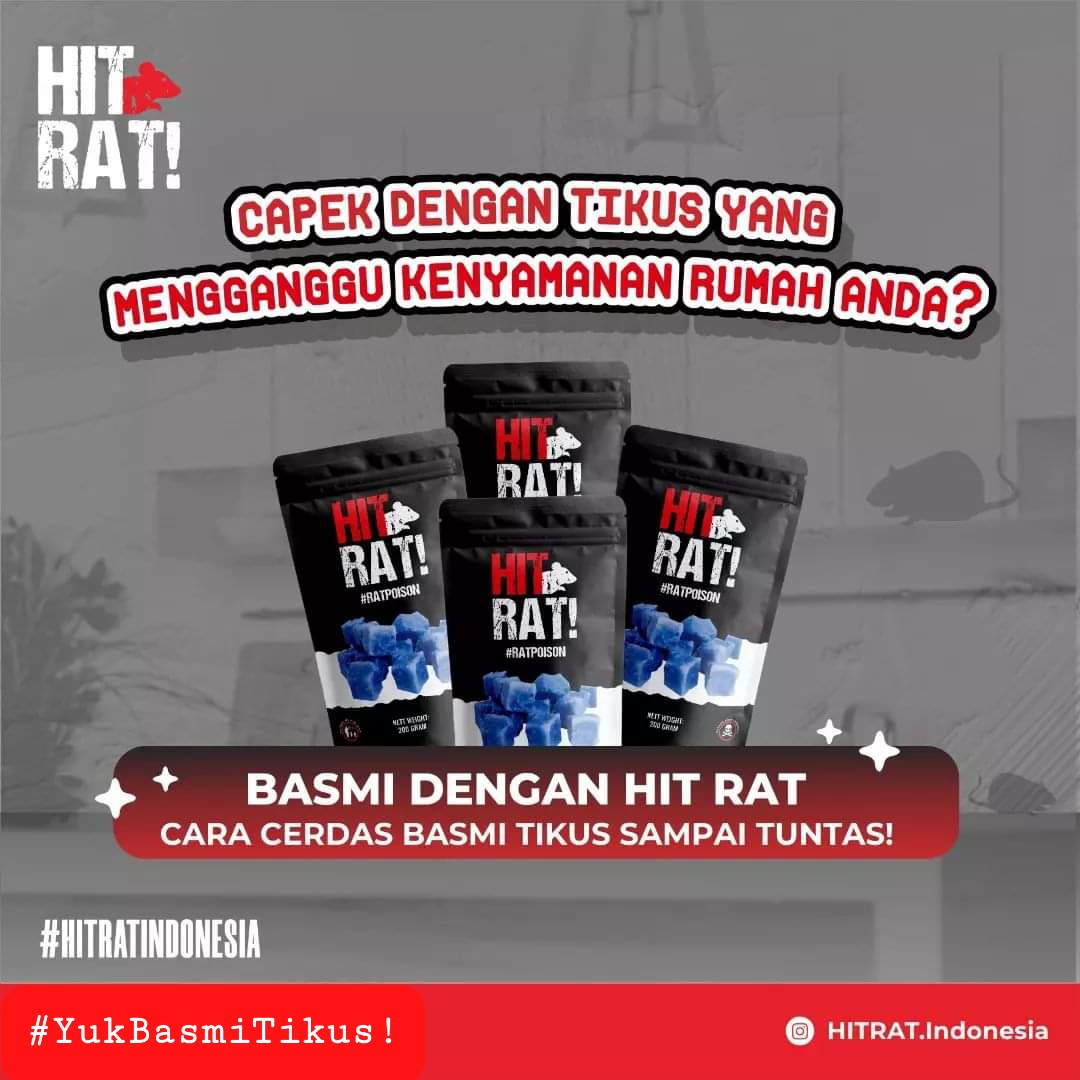 HIT
RAT!
CAPEK DENGAN TIKUS YANG
MENGGANGGU KENYAMANAN RUMAH ANDA?
HIT
RAT!
HIT
RAT!
#RATPOISON
NETT WEIGHT:
200 GRAM
HIT
RAT!
#RATPOISON
HIT
RAT!
#RATPOISON
NETT WEIGHT:
200 GRAM
BASMI DENGAN HIT RAT
CARA CERDAS BASMI TIKUS SAMPAI TUNTAS!
#HITRATINDONESIA
#YukBasmiTikus!
HITRAT.Indonesia